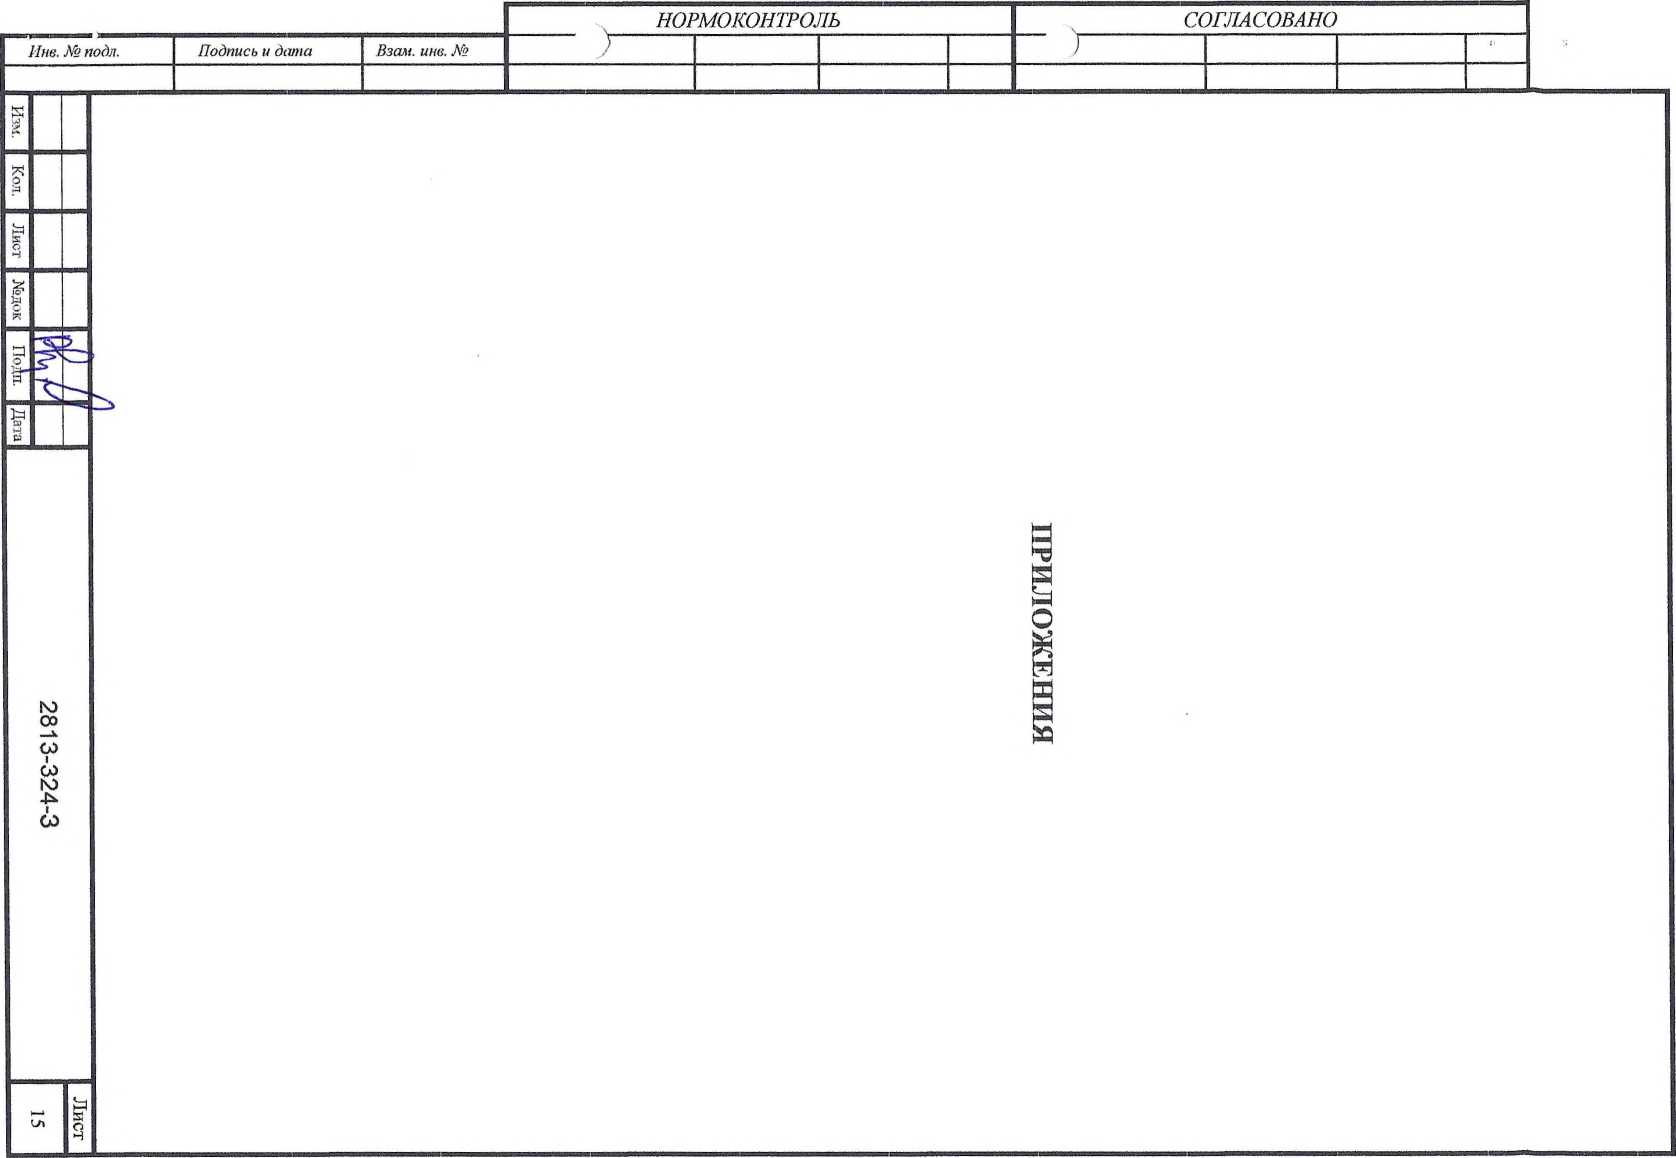 НОРМОКОНТРОЛЬ
СОГЛАСОВАНО
Инв. № подл.
Подпись и дата
Взам. инв. №
ПРИЛОЖЕНИЯ
Изм.
Кол.
Лист
№док
Подп.
Дата
2813-324-3
Лист
15